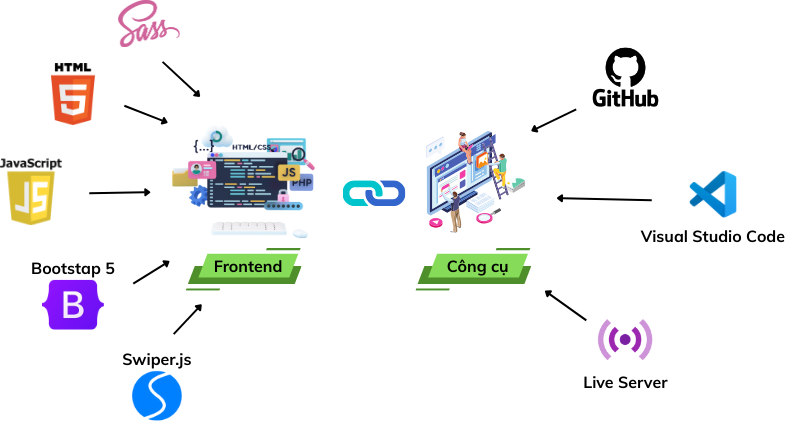 Sass
HTML
5
GitHub
{...}
HTML/CSS
JavaScript
JS
JS
PHP
Visual Studio Code
Bootstap 5
B
Frontend
Công cụ
Swiper.js
Live Server